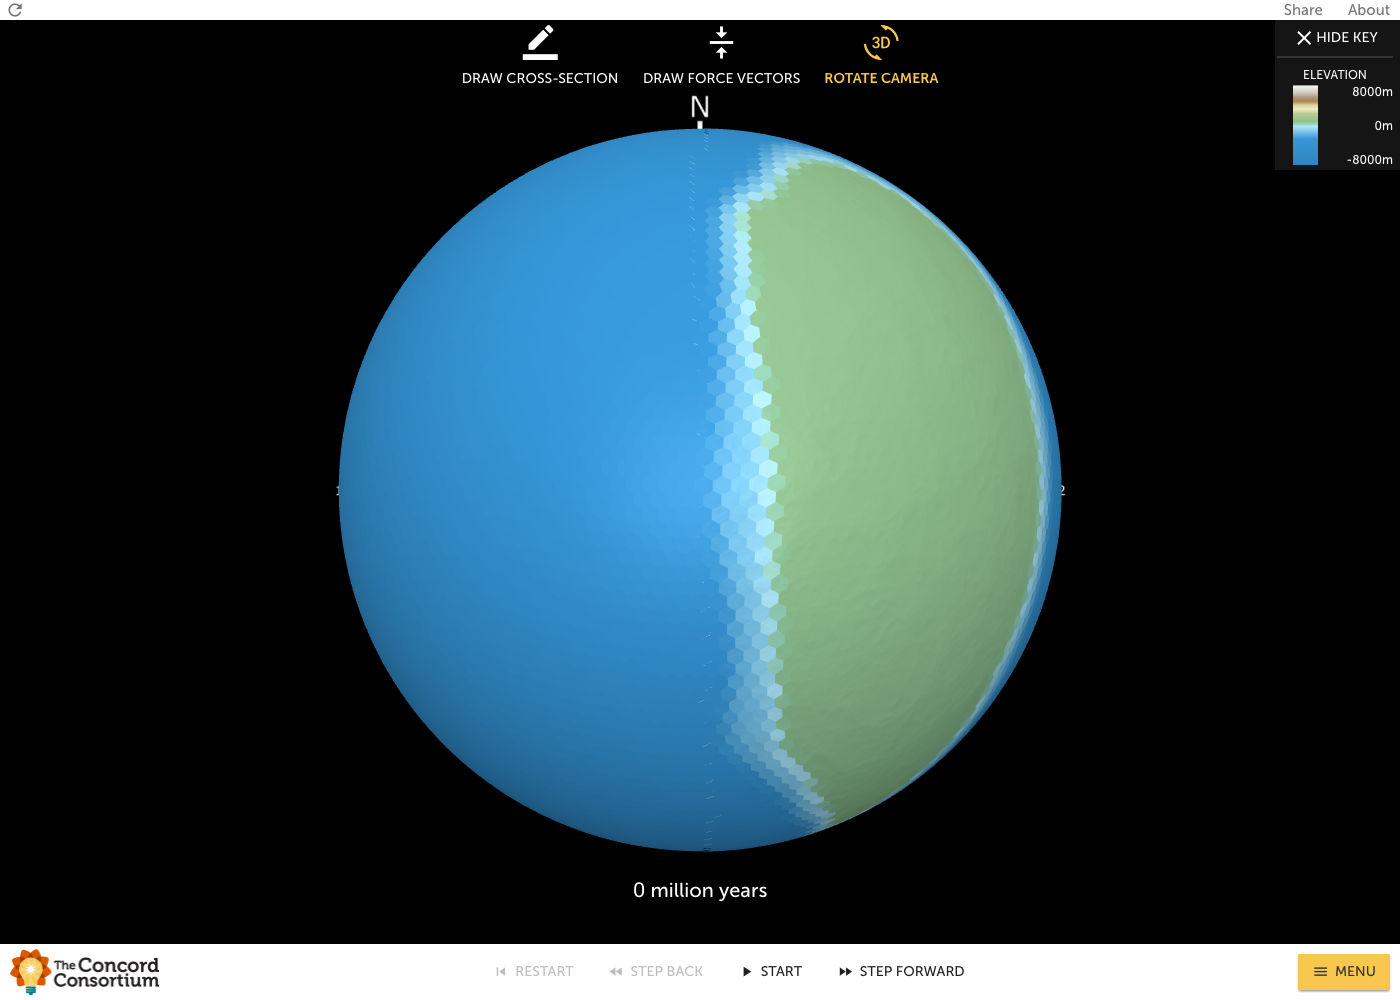 Share About
DRAW CROSS-SECTION DRAW FORCE VECTORS 3D ROTATE CAMERA
HIDE KEY
ELEVATION
8000m
0m
-8000m
N
1 2
0 million years
The Concord
Consortium
RESTART STEP BACK START STEP FORWARD MENU